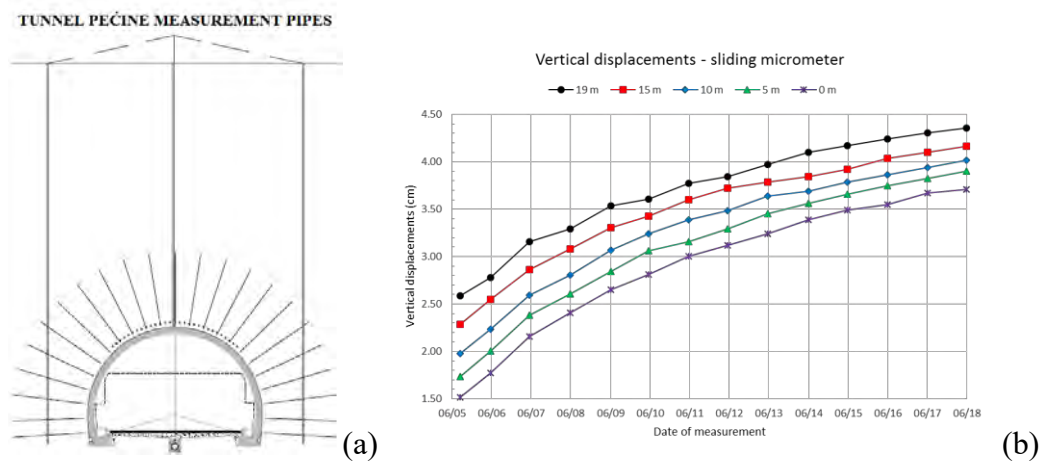 TUNNEL PEČINE MEASUREMENT PIPES
(a)
Vertical displacements - sliding micrometer
19 m 15 m 10 m 5 m 0 m
Vertical displacements (cm)
4.50
4.00
3.50
3.00
2.50
2.00
1.50
06/05 06/06 06/07 06/08 06/09 06/10 06/11 06/12 06/13 06/14 06/15 06/16 06/17 06/18
Date of measurement
(b)